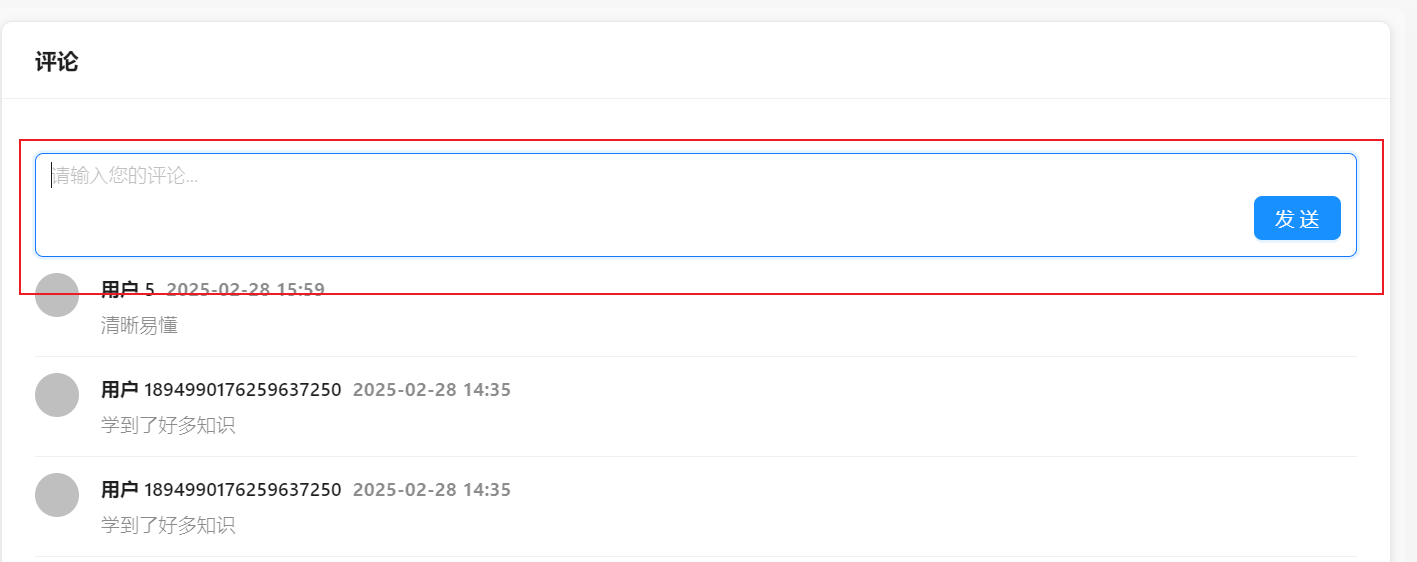 评论
请输入您的评论...
发 送
用户 5 2025-02-28 15:59
清晰易懂
用户 1894990176259637250 2025-02-28 14:35
学到了好多知识
用户 1894990176259637250 2025-02-28 14:35
学到了好多知识